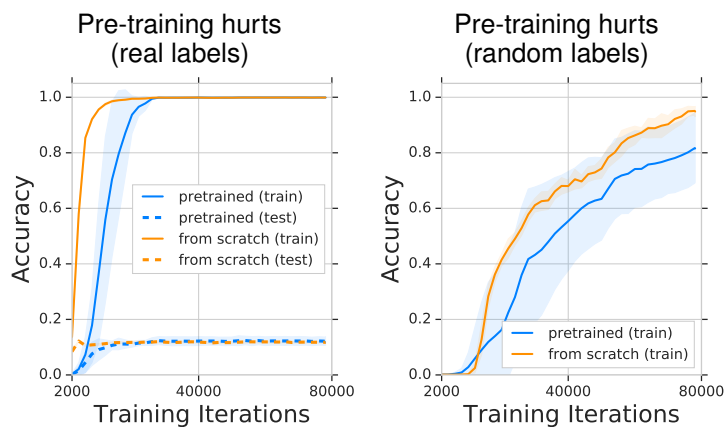 Pre-training hurts
(real labels)
1.0
0.8
0.6
0.4
0.2
0.0
Accuracy
pretrained (train)
pretrained (test)
from scratch (train)
from scratch (test)
2000
40000
80000
Training Iterations
Pre-training hurts
(random labels)
1.0
0.8
0.6
0.4
0.2
0.0
Accuracy
pretrained (train)
from scratch (train)
2000
40000
80000
Training Iterations